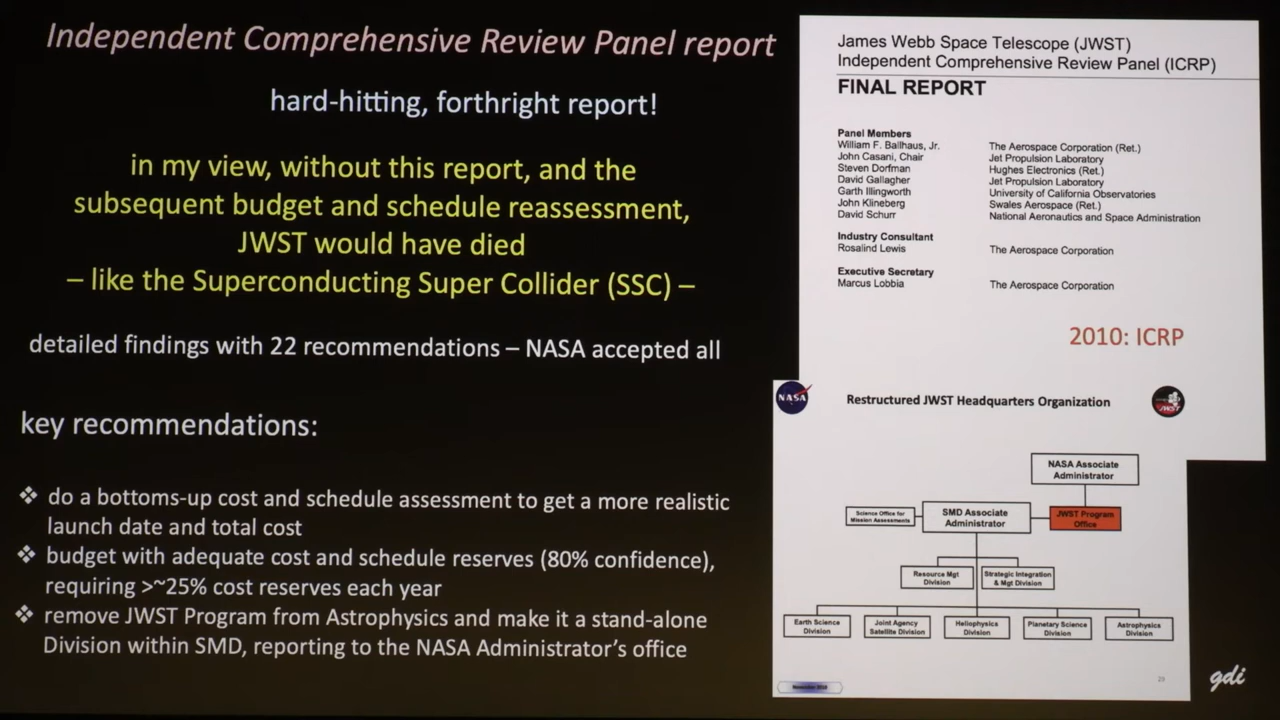 Independent Comprehensive Review Panel report
hard-hitting, forthright report!
in my view, without this report, and the
subsequent budget and schedule reassessment,
JWST would have died
– like the Superconducting Super Collider (SSC) –
detailed findings with 22 recommendations – NASA accepted all
key recommendations:
❖ do a bottoms-up cost and schedule assessment to get a more realistic
launch date and total cost
❖ budget with adequate cost and schedule reserves (80% confidence),
requiring >~25% cost reserves each year
❖ remove JWST Program from Astrophysics and make it a stand-alone
Division within SMD, reporting to the NASA Administrator's office
James Webb Space Telescope (JWST)
Independent Comprehensive Review Panel (ICRP)
FINAL REPORT
Panel Members
William F. Ballhaus, Jr. The Aerospace Corporation (Ret.)
John Casani, Chair Jet Propulsion Laboratory
Steven Dorfman Hughes Electronics (Ret.)
David Gallagher Jet Propulsion Laboratory
Garth Illingworth University of California Observatories
John Klineberg Swales Aerospace (Ret.)
David Schurr National Aeronautics and Space Administration
Industry Consultant
Rosalind Lewis The Aerospace Corporation
Executive Secretary
Marcus Lobbia The Aerospace Corporation
2010: ICRP
NASA
Restructured JWST Headquarters Organization
JWST
NASA Associate
Administrator
Science Office for
Mission Assessments
SMD Associate
Administrator
JWST Program
Office
Resource Mgt
Division
Strategic Integration
& Mgt Division
Earth Science
Division
Joint Agency
Satellite Division
Heliophysics
Division
Planetary Science
Division
Astrophysics
Division
November 2010
gdi